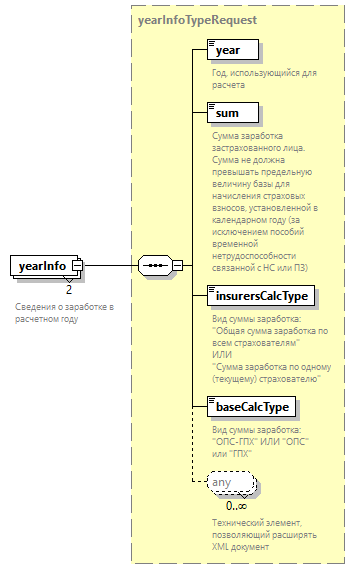 yearInfoTypeRequest
year
Год, использующийся для
расчета
sum
Сумма заработка
застрахованного лица.
Сумма не должна
превышать предельную
величину базы для
начисления страховых
взносов, установленной в
календарном году (за
исключением пособий
временной
нетрудоспособности
связанной с НС или ПЗ)
yearInfo
2
Сведения о заработке в
расчетном году
insurersCalcType
Вид суммы заработка:
"Общая сумма заработка по
всем страхователям"
ИЛИ
"Сумма заработка по одному
(текущему) страхователю"
baseCalcType
Вид суммы заработка:
"ОПС-ГПХ" ИЛИ "ОПС"
или "ГПХ"
any
0..∞
Технический элемент,
позволяющий расширять
XML документ